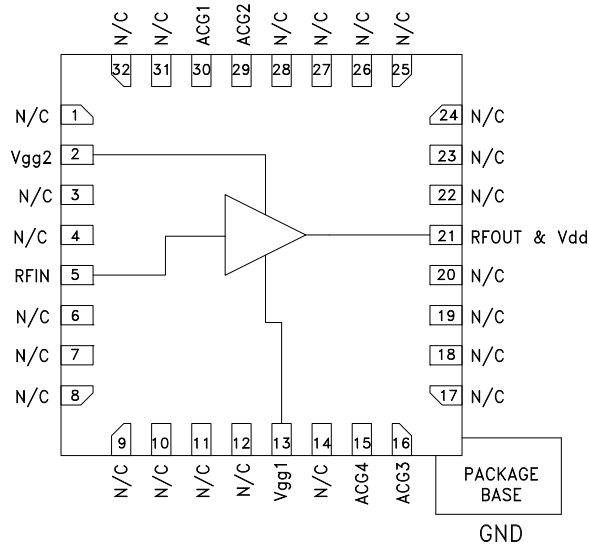 N/C N/C ACG1 ACG2 N/C N/C N/C N/C
32 31 30 29 28 27 26 25
N/C 1
Vgg2 2
N/C 3
N/C 4
RFIN 5
N/C 6
N/C 7
N/C 8
24 N/C
23 N/C
22 N/C
21 RFOUT & Vdd
20 N/C
19 N/C
18 N/C
17 N/C
9 10 11 12 13 14 15 16
N/C N/C N/C N/C Vgg1 N/C ACG4 ACG3
PACKAGE
BASE
GND